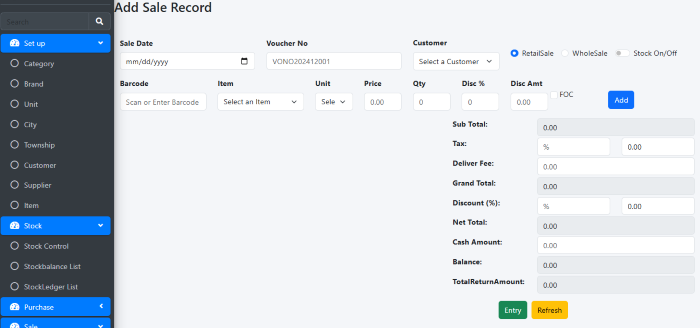 Add Sale Record
Search
Set up
Category
Brand
Unit
City
Township
Customer
Supplier
Item
Stock
Stock Control
Stockbalance List
StockLedger List
Purchase
Sale
Sale Date
Voucher No
Customer
mm/dd/yyyy
VONO202412001
Select a Customer
RetailSale
WholeSale
Stock On/Off
Barcode
Item
Unit
Price
Qty
Disc %
Disc Amt
Scan or Enter Barcode
Select an Item
Sele
0.00
0
0
0.00
FOC
Add
Sub Total: 0.00
Tax: % 0.00
Deliver Fee: 0.00
Grand Total: 0.00
Discount (%): % 0.00
Net Total: 0.00
Cash Amount: 0.00
Balance: 0.00
TotalReturnAmount: 0.00
Entry
Refresh